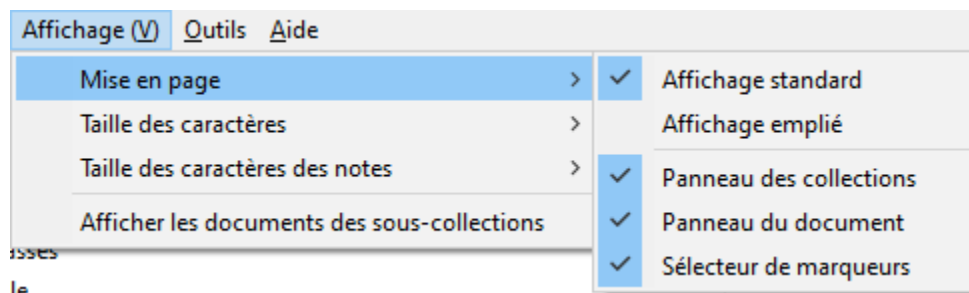 Affichage (V) Outils Aide
Mise en page
Taille des caractères
Taille des caractères des notes
Afficher les documents des sous-collections
Affichage standard
Affichage emplié
Panneau des collections
Panneau du document
Sélecteur de marqueurs